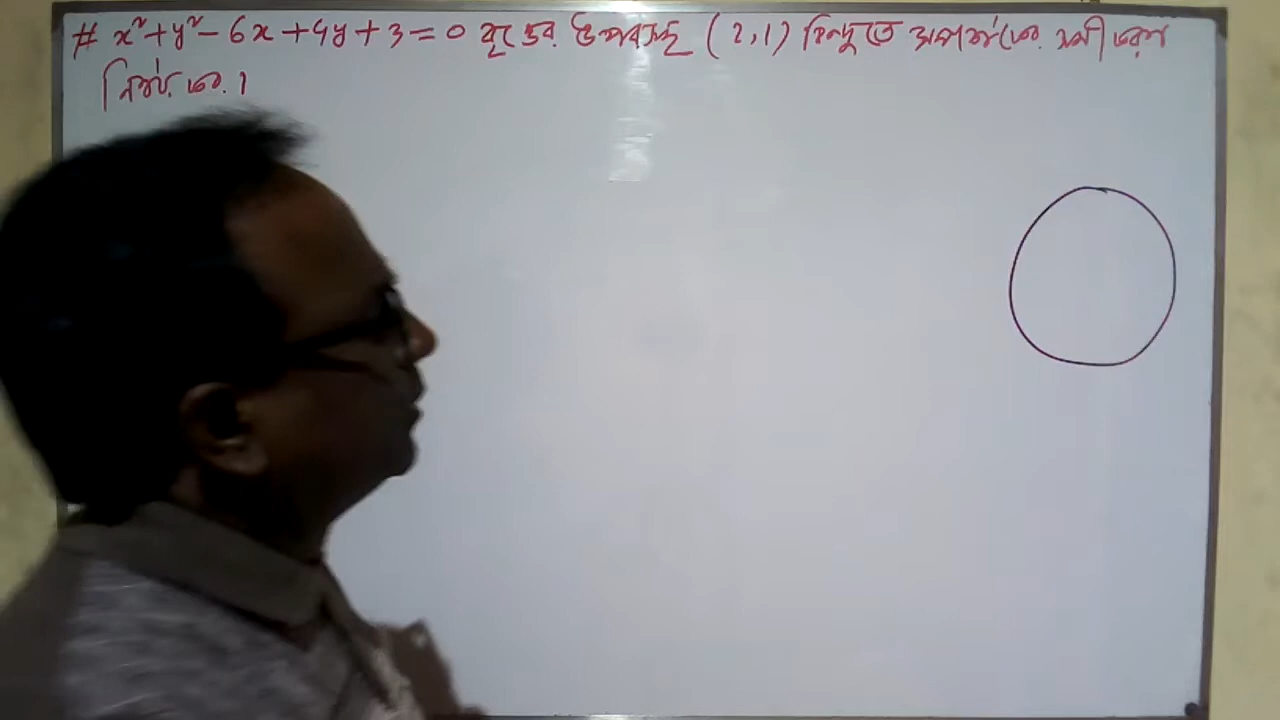 # x²+y²-6x+4y+3=0 বৃত্তের উপরস্থ (2,1) বিন্দুতে স্পর্শকের সমীকরণ
নির্ণয় কর।